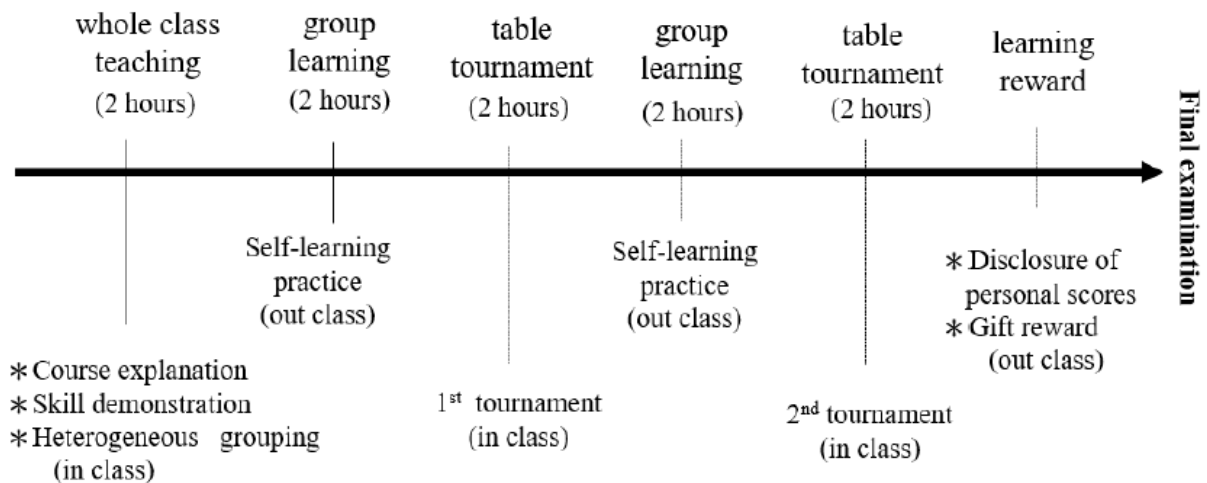 whole class
teaching
(2 hours)
group
learning
(2 hours)
table
tournament
(2 hours)
group
learning
(2 hours)
table
tournament
(2 hours)
learning
reward
Final examination
Self-learning
practice
(out class)
Self-learning
practice
(out class)
* Disclosure of
personal scores
* Gift reward
(out class)
* Course explanation
* Skill demonstration
* Heterogeneous grouping
(in class)
1st tournament
(in class)
2nd tournament
(in class)